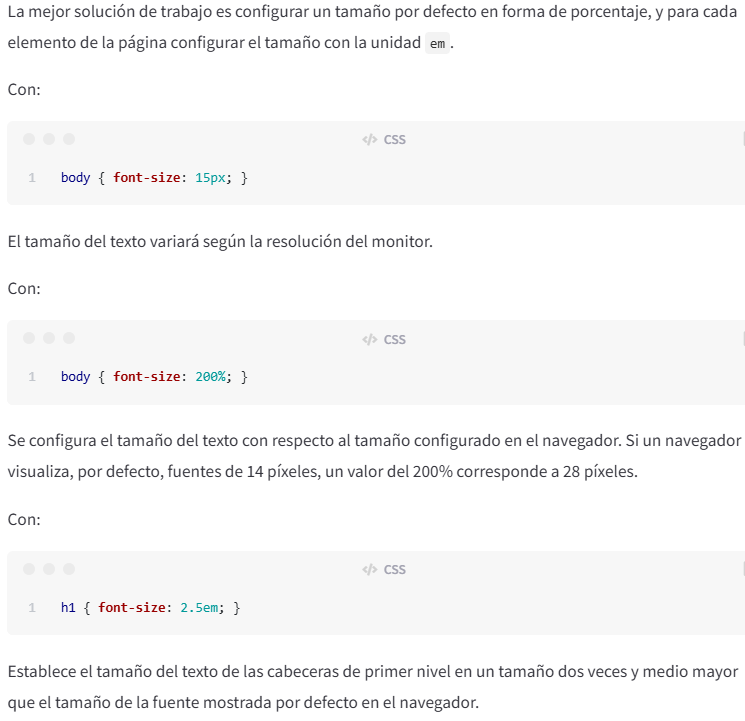 La mejor solución de trabajo es configurar un tamaño por defecto en forma de porcentaje, y para cada
elemento de la página configurar el tamaño con la unidad em.
Con:
</> CSS
1 body { font-size: 15px; }
El tamaño del texto variará según la resolución del monitor.
Con:
</> CSS
1 body { font-size: 200%; }
Se configura el tamaño del texto con respecto al tamaño configurado en el navegador. Si un navegador
visualiza, por defecto, fuentes de 14 píxeles, un valor del 200% corresponde a 28 píxeles.
Con:
</> CSS
1 h1 { font-size: 2.5em; }
Establece el tamaño del texto de las cabeceras de primer nivel en un tamaño dos veces y medio mayor
que el tamaño de la fuente mostrada por defecto en el navegador.